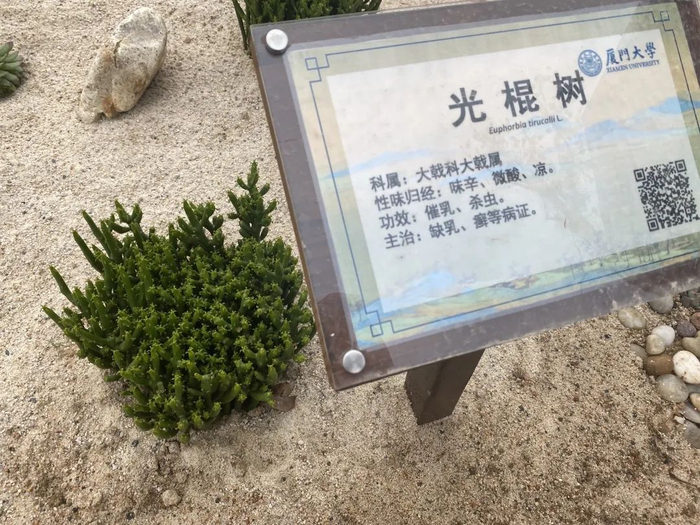 厦门大学
XIAMEN UNIVERSITY
光棍树
Euphorbia tirucalli L.
科属：大戟科大戟属
性味归经：味辛、微酸、凉。
功效：催乳、杀虫。
主治：缺乳、癣等病证。